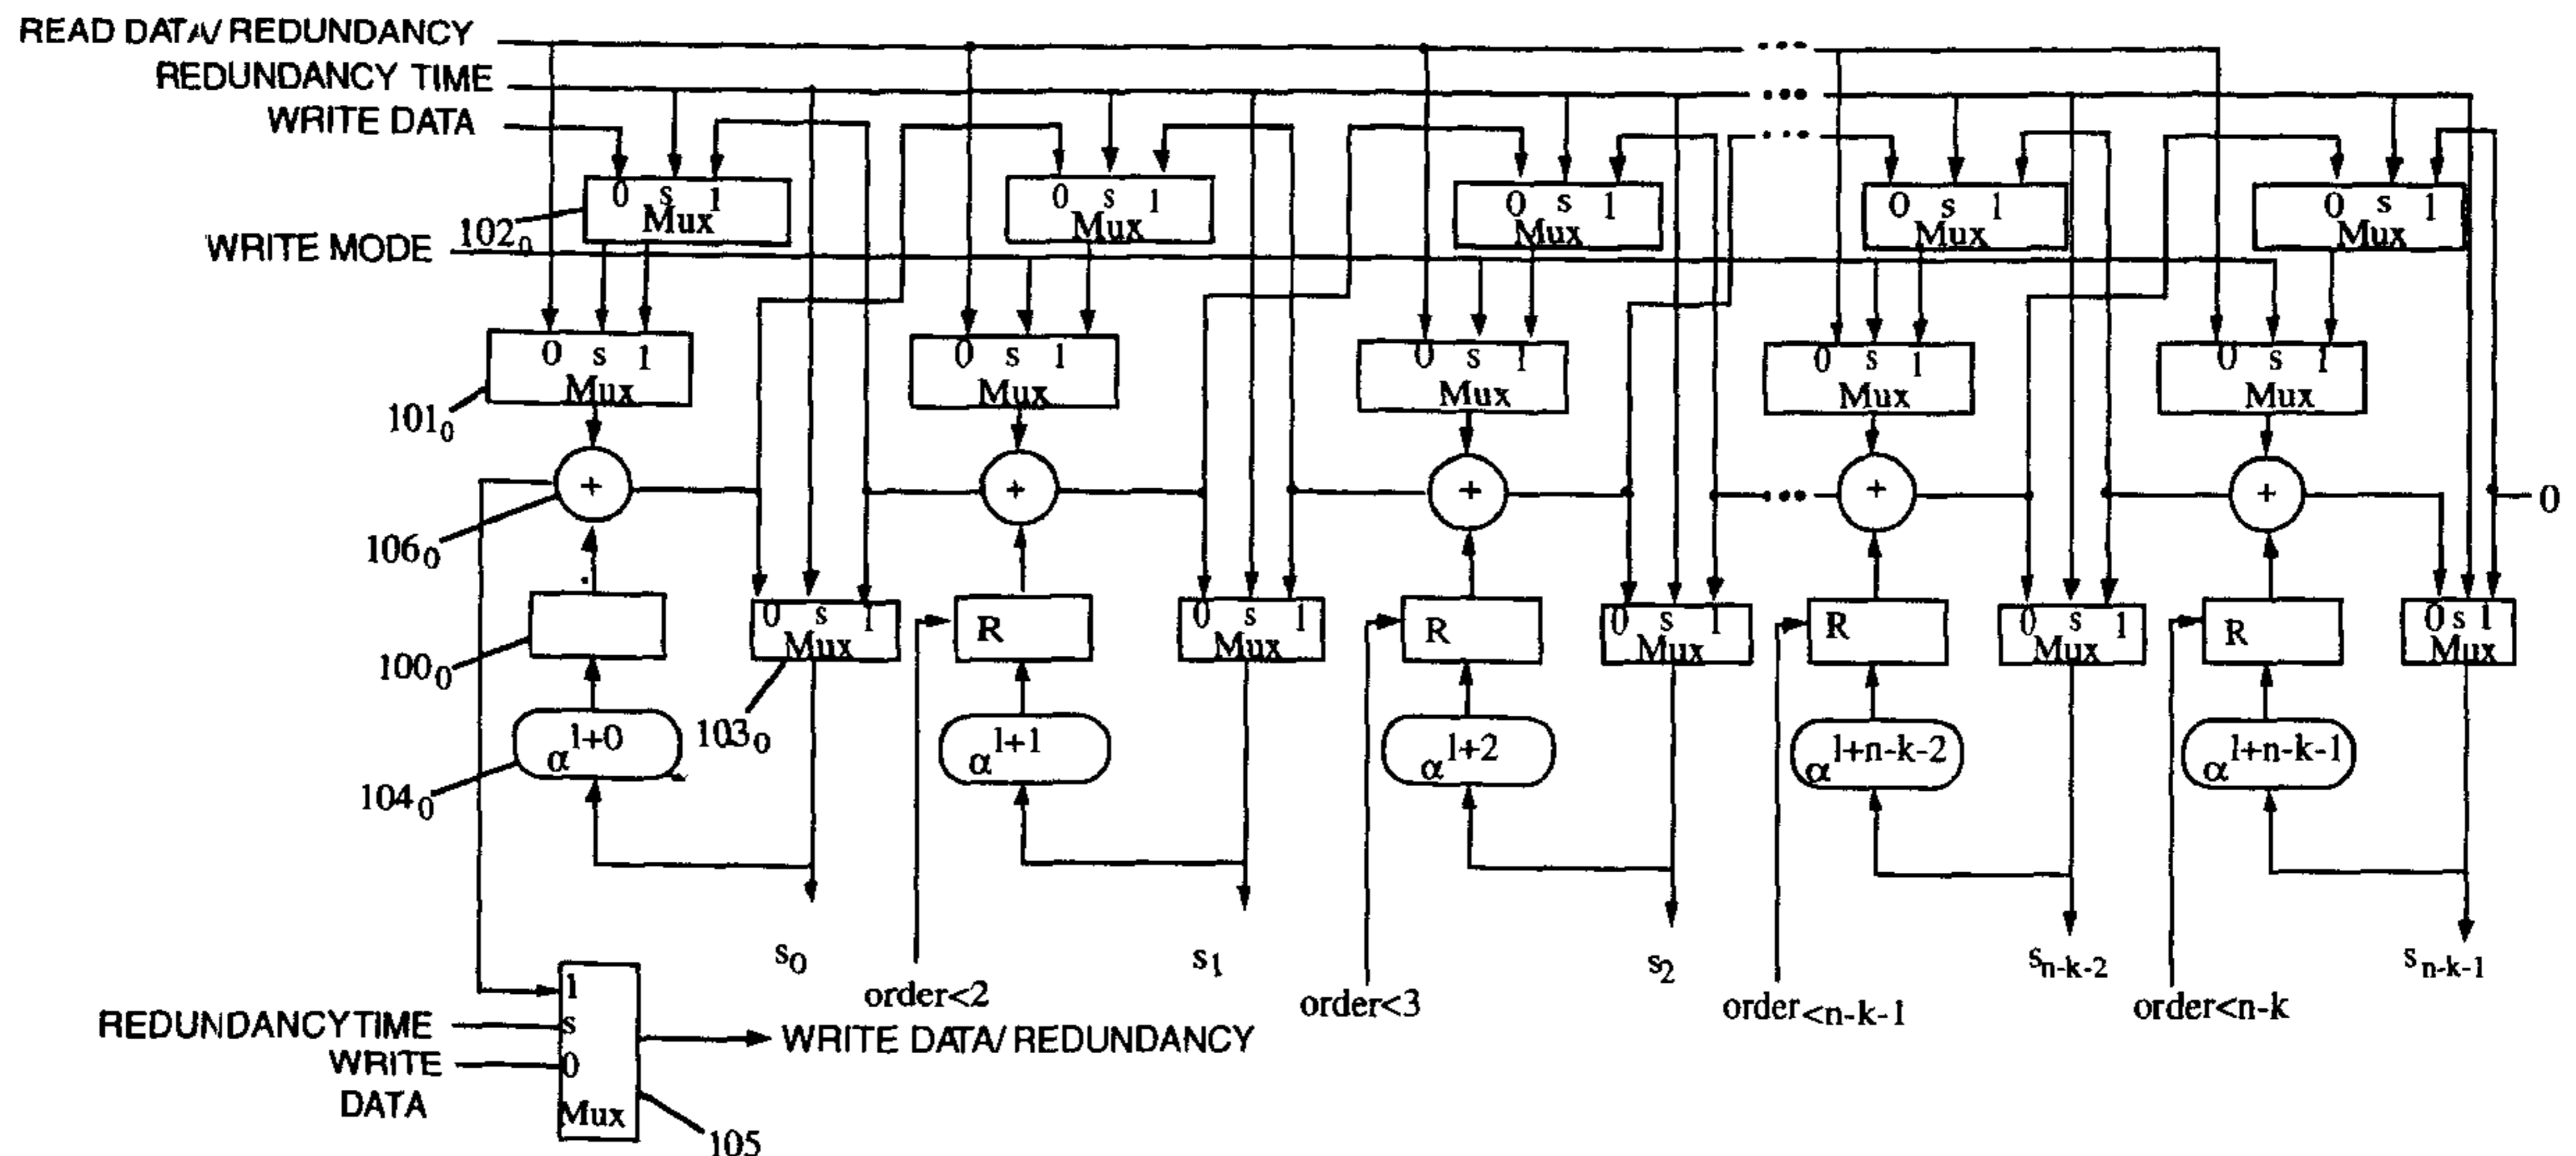 READ DATA/ REDUNDANCY
REDUNDANCY TIME
WRITE DATA
0 s 1 Mux
0 s 1 Mux
0 s 1 Mux
0 s 1 Mux
0 s 1 Mux
102₀
WRITE MODE
0 s 1 Mux
0 s 1 Mux
0 s 1 Mux
0 s 1 Mux
0 s 1 Mux
101₀
+ + + + + 0
106₀
0 s 1 Mux
R
0 s 1 Mux
R
0 s 1 Mux
R
0 s 1 Mux
R
0 s 1 Mux
100₀
103₀
α^l+0
α^l+1
α^l+2
α^l+n-k-2
α^l+n-k-1
104₀
s₀
s₁
s₂
s n-k-2
s n-k-1
order<2
order<3
order<n-k-1
order<n-k
1
REDUNDANCY TIME s
WRITE DATA/ REDUNDANCY
WRITE 0
DATA
Mux
105